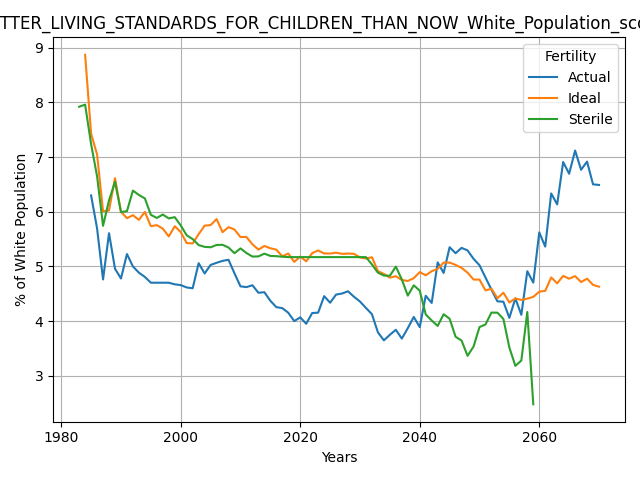 TTER_LIVING_STANDARDS_FOR_CHILDREN_THAN_NOW_White_Population_sc
Fertility
Actual
Ideal
Sterile
% of White Population
9
8
7
6
5
4
3
1980
2000
2020
2040
2060
Years